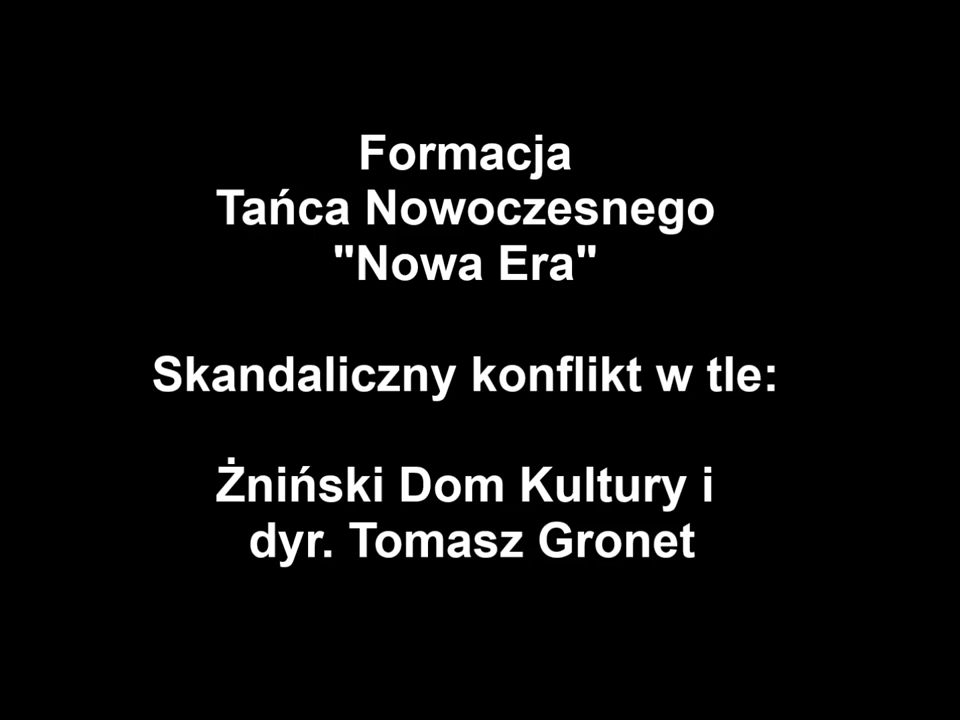 Formacja
Tańca Nowoczesnego
"Nowa Era"
Skandaliczny konflikt w tle:
Żniński Dom Kultury i
dyr. Tomasz Gronet